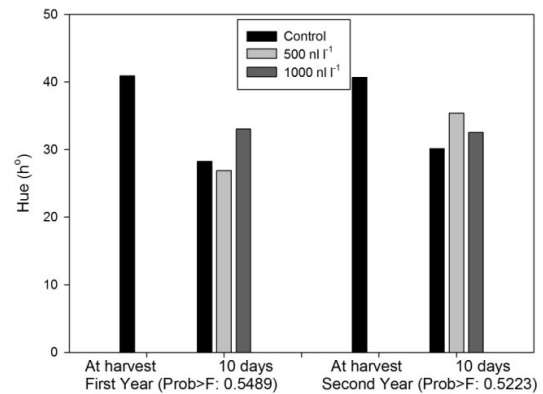 50
40
30
20
10
0
Hue (h°)
Control
500 nl l⁻¹
1000 nl l⁻¹
At harvest 10 days At harvest 10 days
First Year (Prob>F: 0.5489) Second Year (Prob>F: 0.5223)